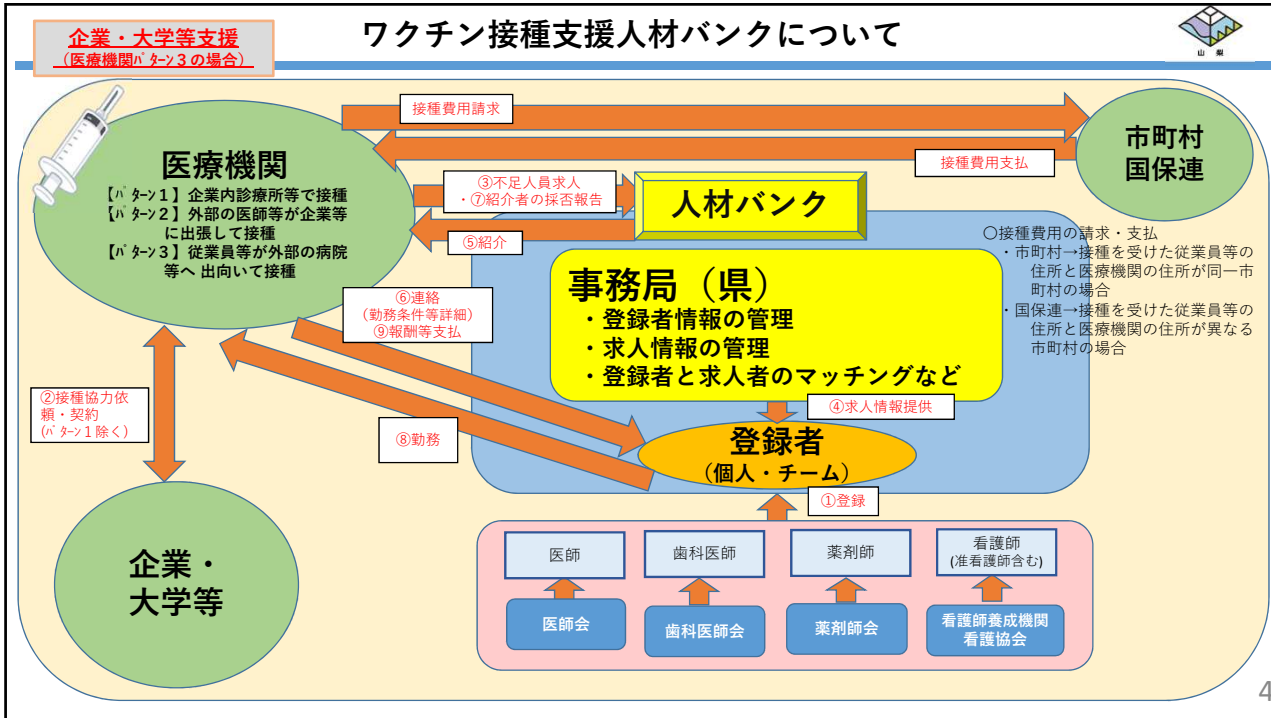 企業・大学等支援
(医療機関ﾊﾟﾀｰﾝ3の場合)
ワクチン接種支援人材バンクについて
山梨
接種費用請求
接種費用支払
市町村
国保連
医療機関
【ﾊﾟﾀｰﾝ1】企業内診療所等で接種
【ﾊﾟﾀｰﾝ2】外部の医師等が企業等
に出張して接種
【ﾊﾟﾀｰﾝ3】従業員等が外部の病院
等へ 出向いて接種
③不足人員求人
・⑦紹介者の採否報告
⑤紹介
人材バンク
事務局（県）
・登録者情報の管理
・求人情報の管理
・登録者と求人者のマッチングなど
〇接種費用の請求・支払
・市町村→接種を受けた従業員等の
住所と医療機関の住所が同一市
町村の場合
・国保連→接種を受けた従業員等の
住所と医療機関の住所が異なる
市町村の場合
⑥連絡
(勤務条件等詳細)
⑨報酬等支払
②接種協力依
頼・契約
(ﾊﾟﾀｰﾝ1除く)
⑧勤務
④求人情報提供
登録者
（個人・チーム）
①登録
企業・
大学等
医師
歯科医師
薬剤師
看護師
(准看護師含む)
医師会
歯科医師会
薬剤師会
看護師養成機関
看護協会
4